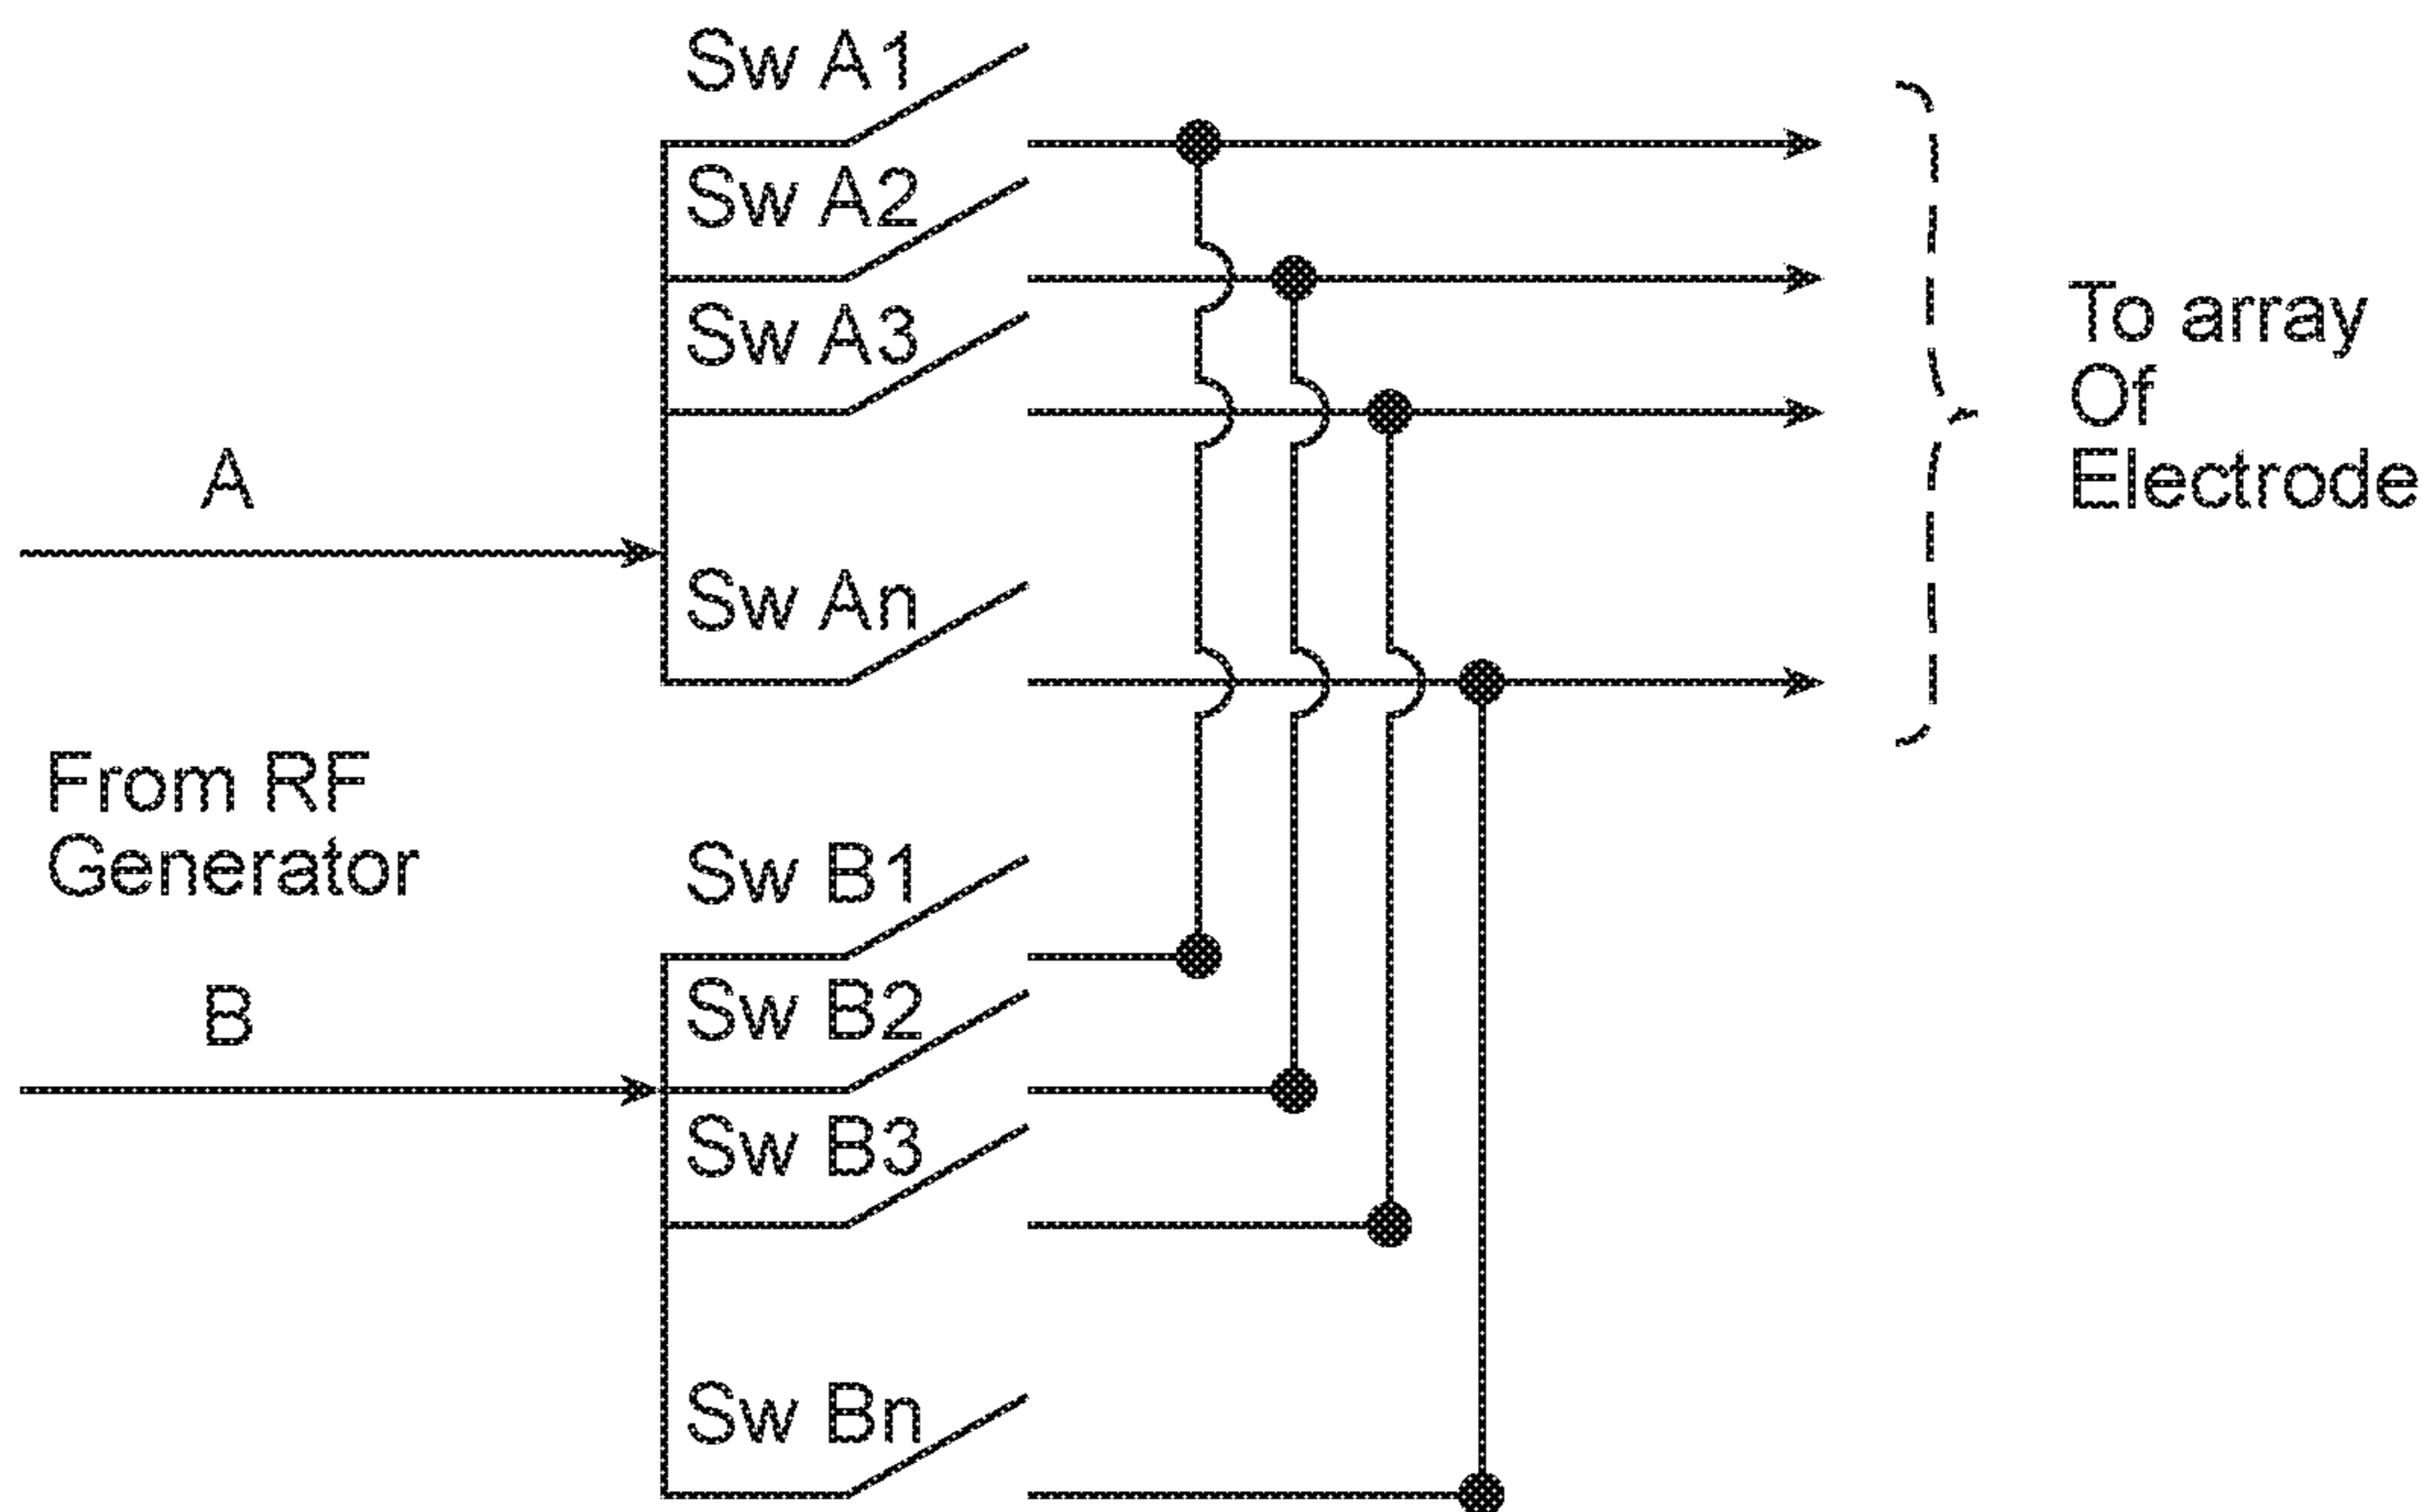 Sw A1
Sw A2
Sw A3
A
Sw An
To array
Of
Electrode
From RF
Generator
Sw B1
B
Sw B2
Sw B3
Sw Bn